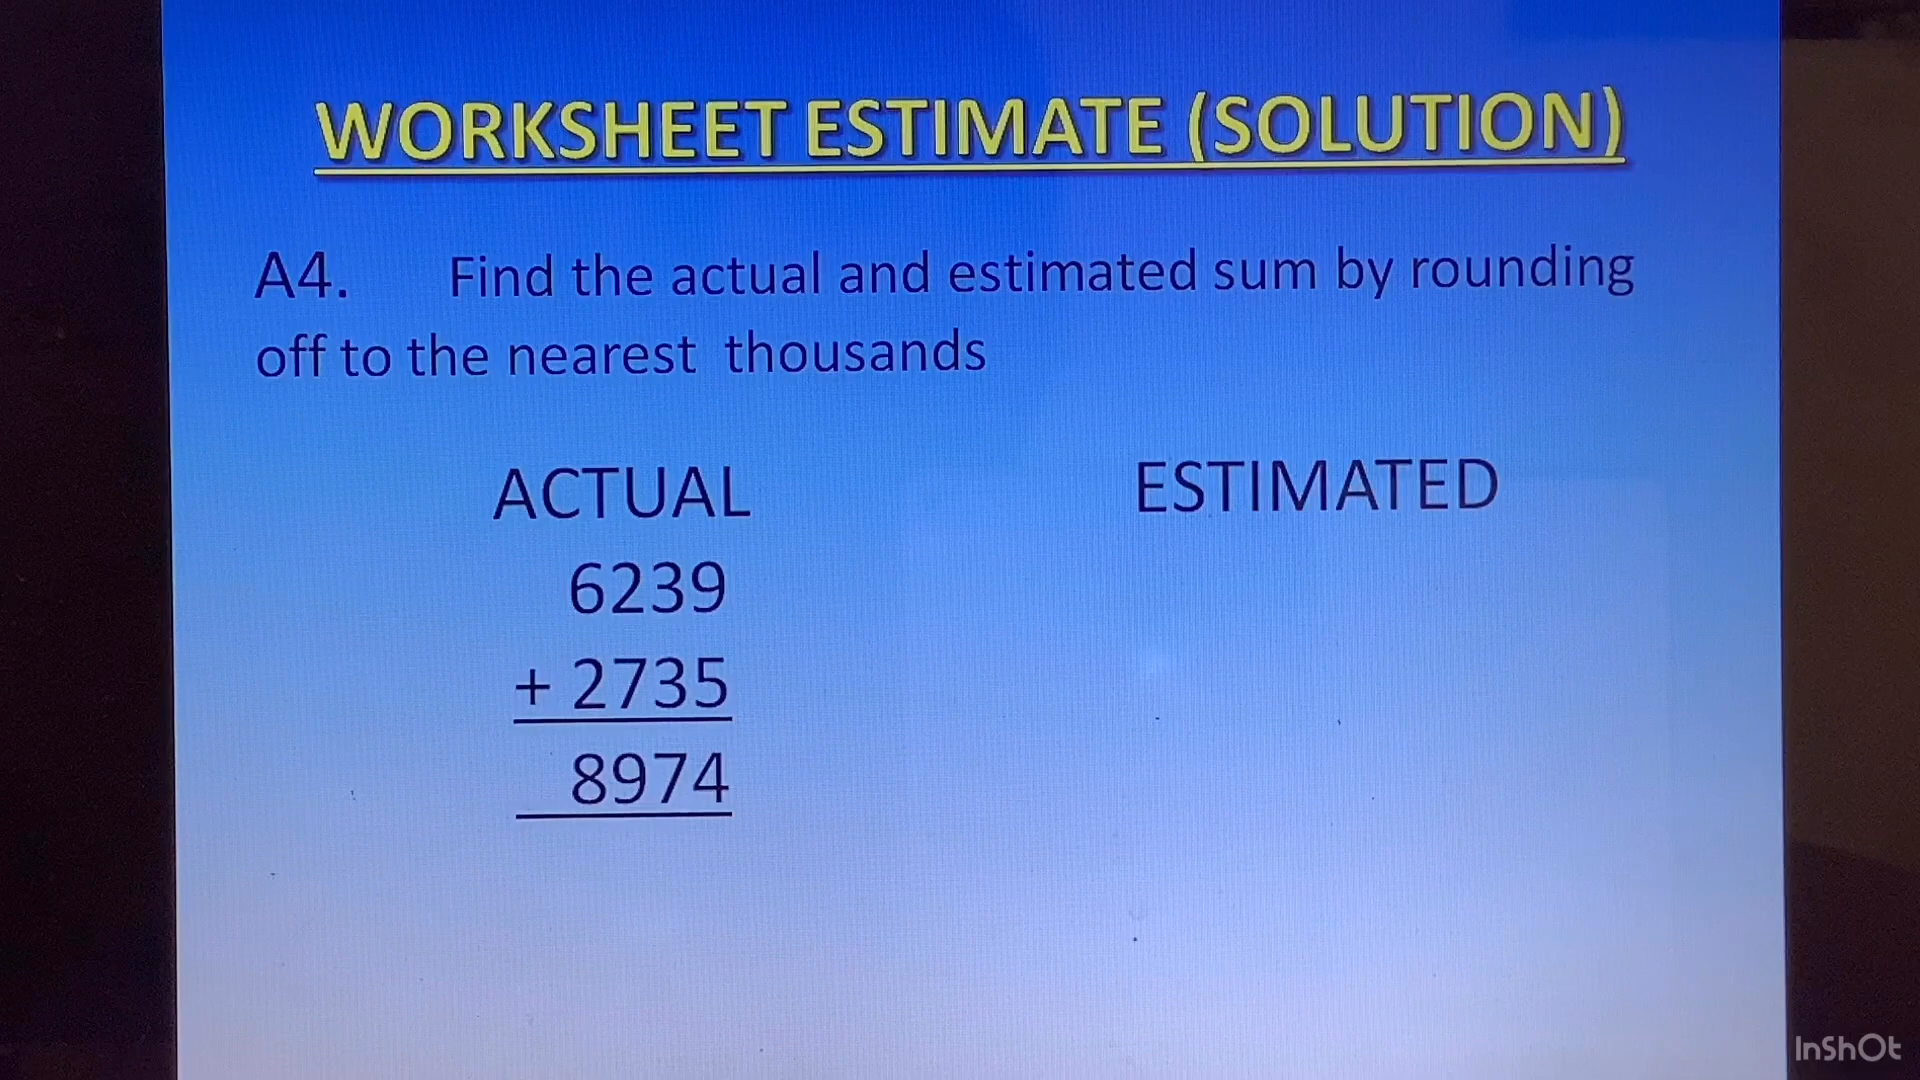 WORKSHEET ESTIMATE (SOLUTION)
A4. Find the actual and estimated sum by rounding
off to the nearest thousands
ACTUAL ESTIMATED
6239
+ 2735
8974
InShOt